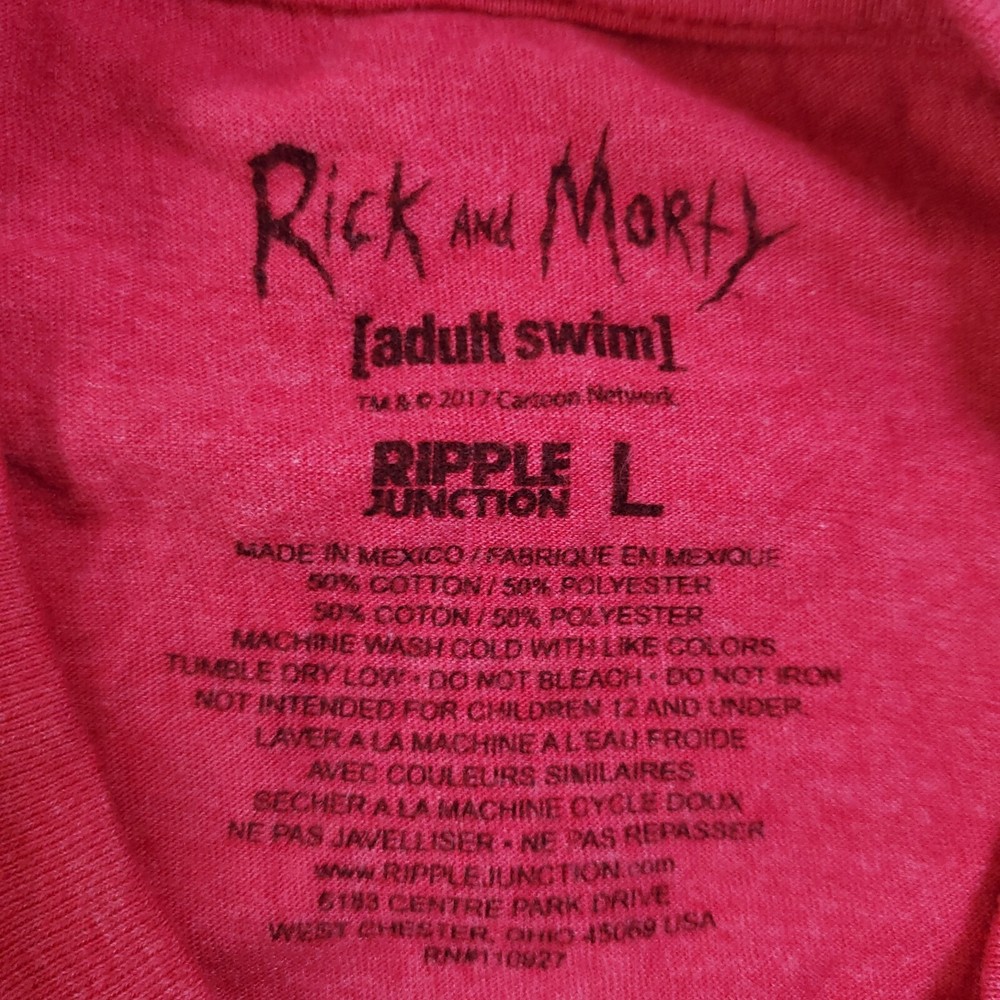 RICK AND MORTY
[adult swim]
TM & © 2017 Cartoon Network
RIPPLE JUNCTION L
MADE IN MEXICO / FABRIQUE EN MEXIQUE
50% COTTON / 50% POLYESTER
50% COTON / 50% POLYESTER
MACHINE WASH COLD WITH LIKE COLORS
TUMBLE DRY LOW • DO NOT BLEACH • DO NOT IRON
NOT INTENDED FOR CHILDREN 12 AND UNDER.
LAVER A LA MACHINE A L'EAU FROIDE
AVEC COULEURS SIMILAIRES
SECHER A LA MACHINE CYCLE DOUX
NE PAS JAVELLISER • NE PAS REPASSER
www.RIPPLEJUNCTION.com
CENTRE PARK DRIVE
WEST CHESTER, OHIO 45069 USA
RN#110927